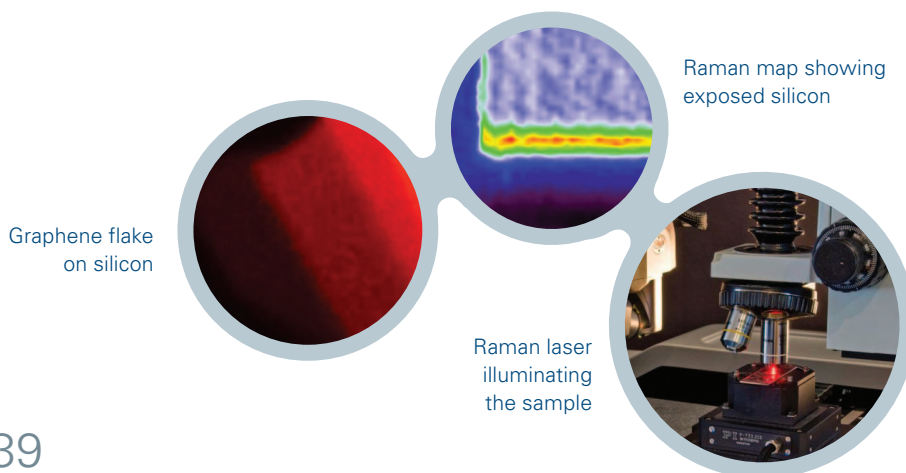 Raman map showing
exposed silicon
Graphene flake
on silicon
Raman laser
illuminating
the sample
39